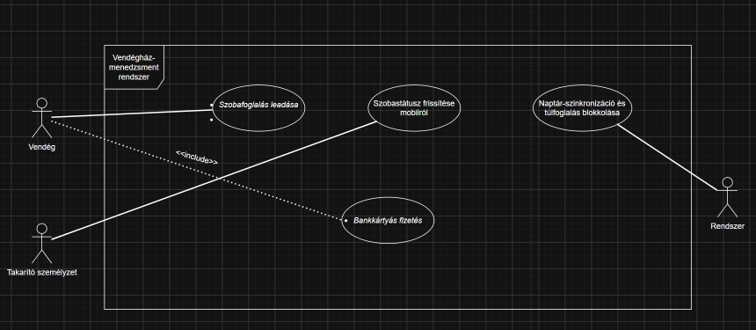 Vendégház-
menedzsment
rendszer
Szobafoglalás leadása
Szobastátusz frissítése
mobilról
Naptár-szinkronizáció és
túlfoglalás blokkolása
Vendég
<<include>>
Bankkártyás fizetés
Rendszer
Takarító személyzet